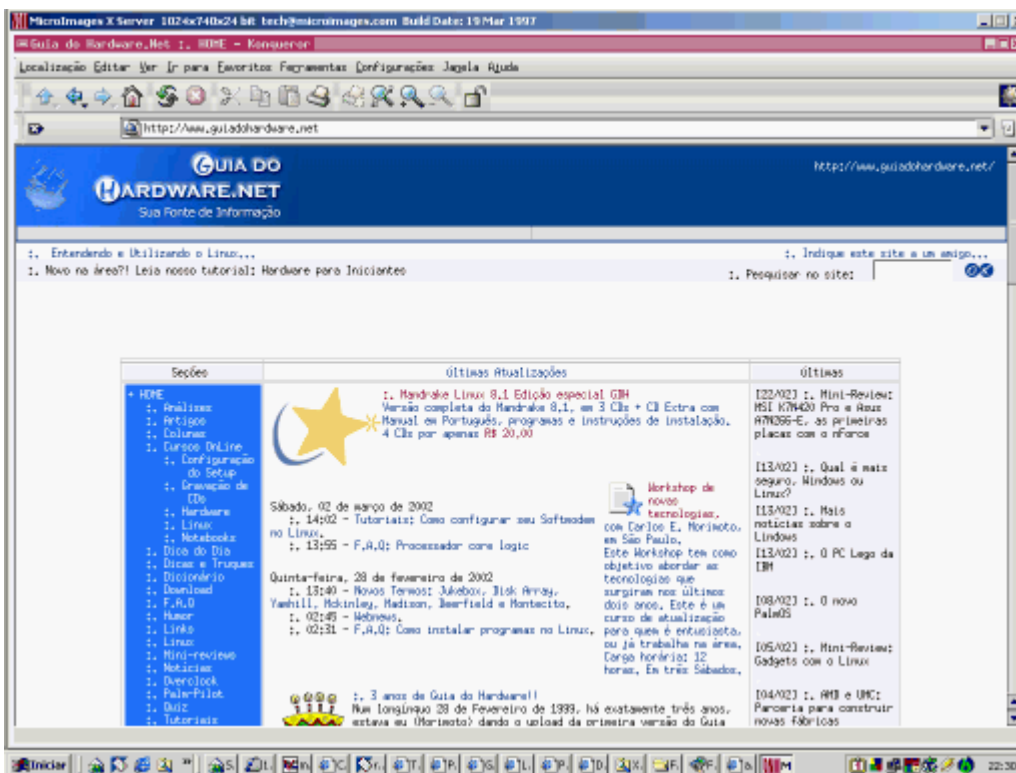 MicroImages X Server 1024x740x24 bit tech@microimages.com Build Date: 19 Mar 1997
Guia do Hardware.Net :. HOME - Konqueror
Localização Editar Ver Ir para Favoritos Ferramentas Configurações Janela Ajuda
http://www.guiadohardware.net
GUIA DO
HARDWARE.NET
Sua Fonte de Informação
http://www.guiadohardware.net/
:. Entendendo e Utilizando o Linux...
:. Indique este site a um amigo...
:. Novo na área?! Leia nosso tutorial: Hardware para Iniciantes
:. Pesquisar no site:
Seções
+ HOME
:. Análises
:. Artigos
:. Colunas
:. Cursos OnLine
:. Configuração
do Setup
:. Gravação de
CDs
:. Hardware
:. Linux
:. Notebooks
:. Dica do Dia
:. Dicas e Truques
:. Dicionário
:. Download
:. F.A.Q
:. Humor
:. Links
:. Linux
:. Mini-reviews
:. Notícias
:. Overclock
:. Palm-Pilot
:. Quiz
:. Tutoriais
Últimas Atualizações
:. Mandrake Linux 8.1 Edição especial GDH
Versão completa do Mandrake 8.1, em 3 CDs + CD Extra com
Manual em Português, programas e instruções de instalação.
4 CDs por apenas R$ 20,00
Sábado, 02 de março de 2002
:. 14:02 - Tutoriais: Como configurar seu Softmodem
no Linux.
:. 13:55 - F.A.Q: Processador core logic
Quinta-feira, 28 de fevereiro de 2002
:. 13:40 - Novos Termos: Jukebox, Disk Array,
Yamhill, Mckinley, Madison, Deerfield e Montecito.
:. 02:45 - Webnews.
:. 02:31 - F.A.Q: Como instalar programas no Linux.
Workshop de
novas
tecnologias,
com Carlos E. Morimoto,
em São Paulo.
Este Workshop tem como
objetivo abordar as
tecnologias que
surgiram nos últimos
dois anos. Este é um
curso de atualização
para quem é entusiasta,
ou já trabalha na área.
Carga horária: 12
horas. Em três Sábados.
:. 3 anos de Guia do Hardware!!
Num longínquo 28 de Fevereiro de 1999, há exatamente três anos,
estava eu (Morimoto) dando o upload da primeira versão do Guia
Últimas
[22/02] :. Mini-Review:
MSI K7N420 Pro e Asus
A7N266-E, as primeiras
placas com o nForce
[13/02] :. Qual é mais
seguro, Windows ou
Linux?
[13/02] :. Mais
notícias sobre o
Lindows
[13/02] :. O PC Lego da
IBM
[08/02] :. O novo
PalmOS
[05/02] :. Mini-Review:
Gadgets com o Linux
[04/02] :. AMD e UMC:
Parceria para construir
novas fábricas
Iniciar
22:30